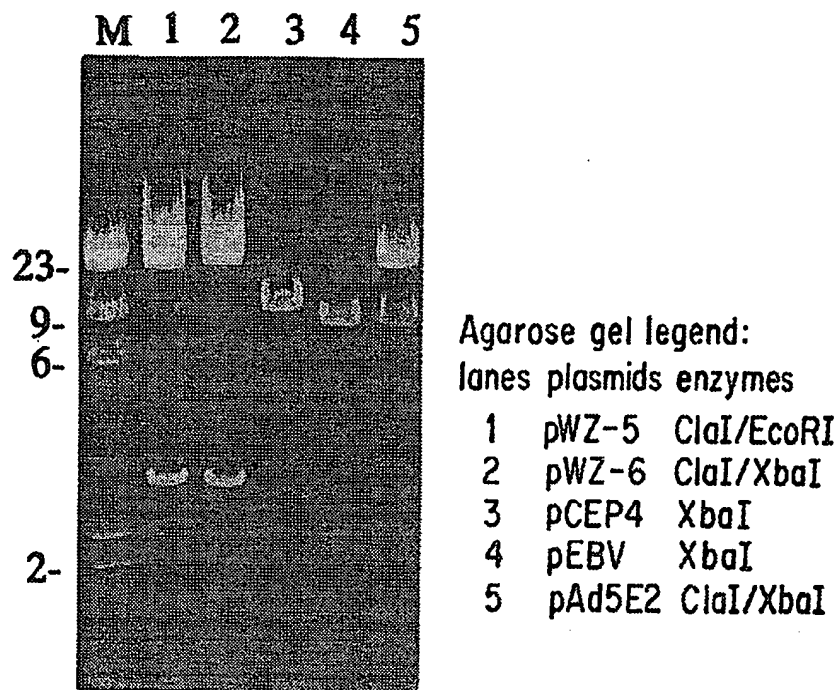 M 1 2 3 4 5
23-
9-
6-
2-
Agarose gel legend:
lanes plasmids enzymes
1 pWZ-5 ClaI/EcoRI
2 pWZ-6 ClaI/XbaI
3 pCEP4 XbaI
4 pEBV XbaI
5 pAd5E2 ClaI/XbaI